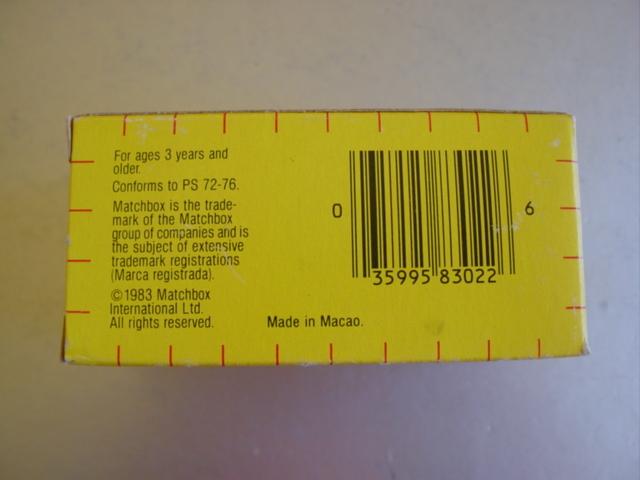 For ages 3 years and
older.
Conforms to PS 72-76.
Matchbox is the trade-
mark of the Matchbox
group of companies and is
the subject of extensive
trademark registrations
(Marca registrada).
©1983 Matchbox
International Ltd.
All rights reserved.
Made in Macao.
0 35995 83022 6